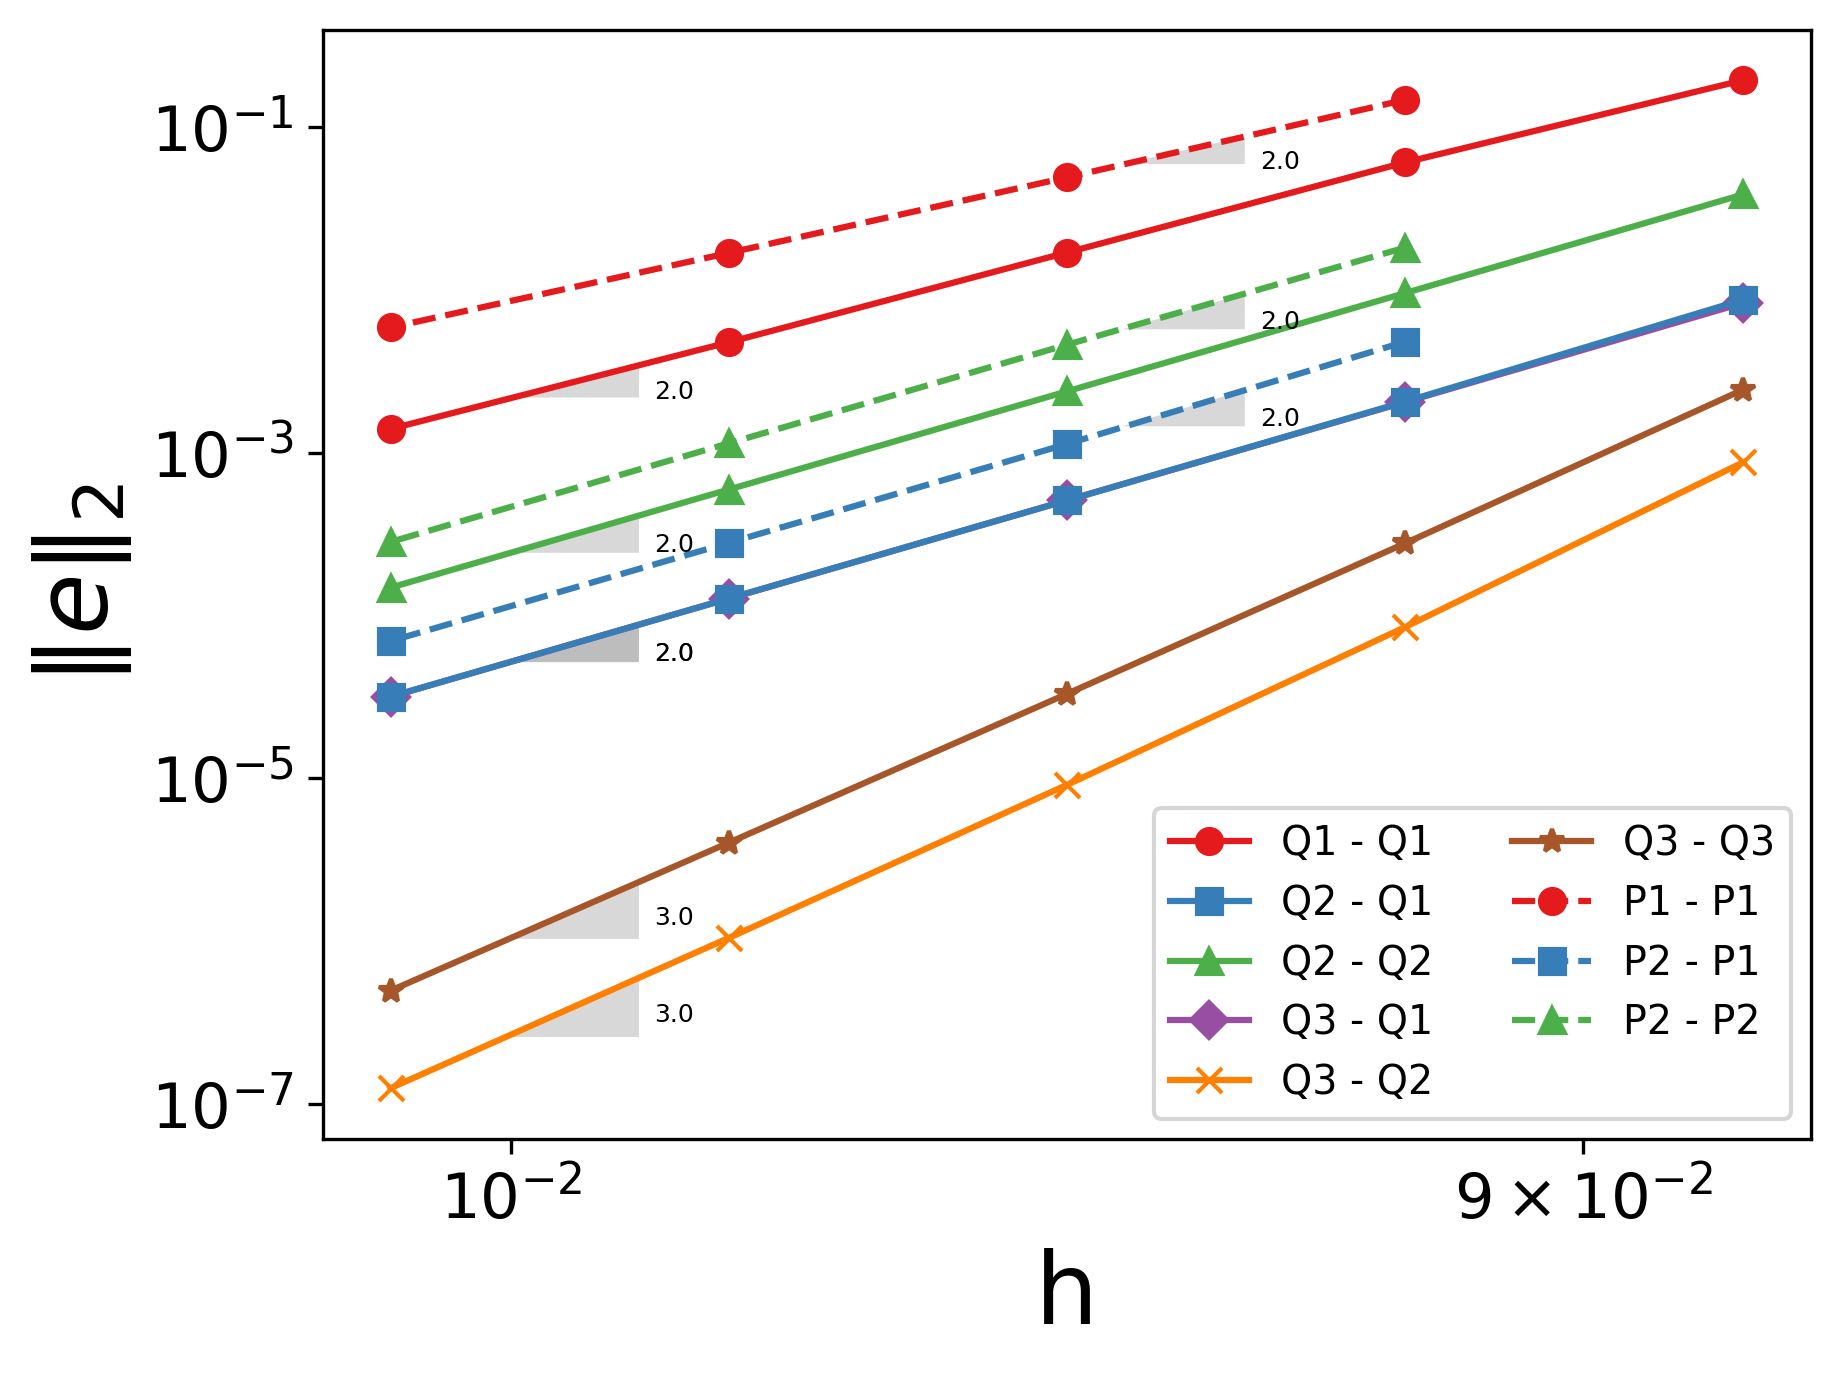 10⁻¹
10⁻³
10⁻⁵
10⁻⁷
‖e‖₂
2.0
2.0
2.0
2.0
2.0
2.0
3.0
3.0
Q1 - Q1
Q2 - Q1
Q2 - Q2
Q3 - Q1
Q3 - Q2
Q3 - Q3
P1 - P1
P2 - P1
P2 - P2
10⁻²
9 × 10⁻²
h